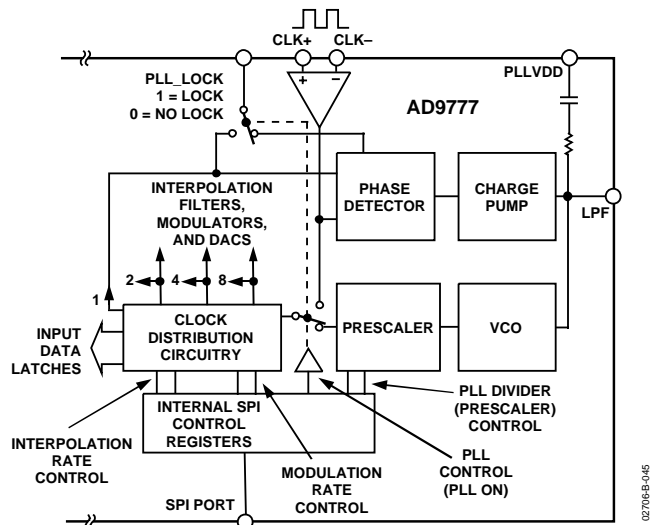 CLK+ CLK–
PLLVDD
PLL_LOCK
1 = LOCK
0 = NO LOCK
+ –
AD9777
INTERPOLATION
FILTERS,
MODULATORS,
AND DACS
PHASE
DETECTOR
CHARGE
PUMP
LPF
2 4 8
1
INPUT
DATA
LATCHES
CLOCK
DISTRIBUTION
CIRCUITRY
PRESCALER
VCO
INTERNAL SPI
CONTROL
REGISTERS
PLL DIVIDER
(PRESCALER)
CONTROL
INTERPOLATION
RATE
CONTROL
MODULATION
RATE
CONTROL
PLL
CONTROL
(PLL ON)
SPI PORT
02706-B-045